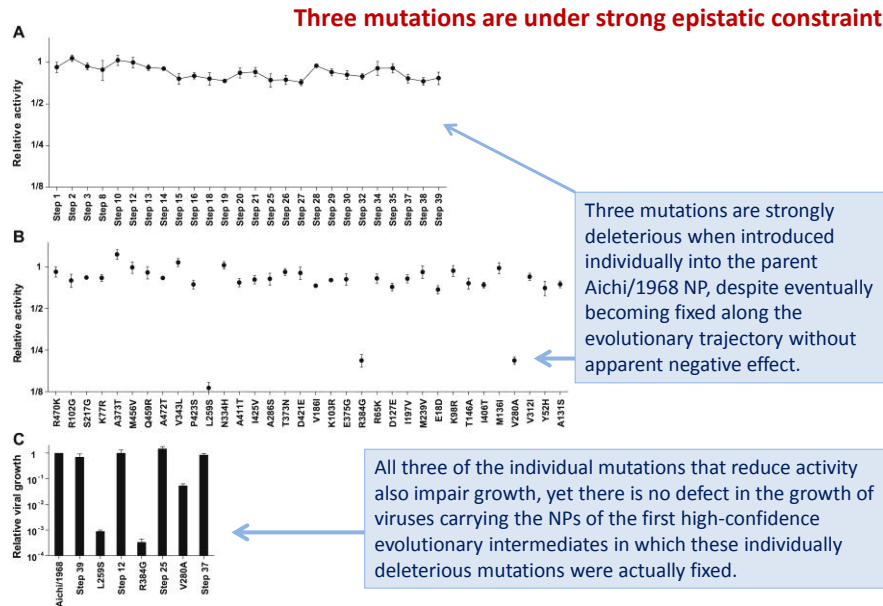 Three mutations are under strong epistatic constraint
A
Relative activity
1
1/2
1/4
1/8
Step 1
Step 2
Step 3
Step 8
Step 10
Step 12
Step 13
Step 14
Step 15
Step 16
Step 18
Step 19
Step 20
Step 21
Step 25
Step 26
Step 27
Step 28
Step 29
Step 30
Step 32
Step 34
Step 35
Step 37
Step 38
Step 39
Three mutations are strongly
deleterious when introduced
individually into the parent
Aichi/1968 NP, despite eventually
becoming fixed along the
evolutionary trajectory without
apparent negative effect.
B
Relative activity
1
1/2
1/4
1/8
R470K
R102G
S217G
K77R
A373T
M456V
Q459R
A472T
V343L
P423S
L259S
N334H
A411T
I425V
A286S
T373N
D421E
V186I
K103R
E375G
R384G
R65K
D127E
I197V
M239V
E18D
K98R
T146A
I406T
M136I
V280A
V312I
Y52H
A131S
C
Relative viral growth
1
10⁻¹
10⁻²
10⁻³
10⁻⁴
Aichi/1968
Step 39
L259S
Step 12
R384G
Step 25
V280A
Step 37
All three of the individual mutations that reduce activity
also impair growth, yet there is no defect in the growth of
viruses carrying the NPs of the first high-confidence
evolutionary intermediates in which these individually
deleterious mutations were actually fixed.